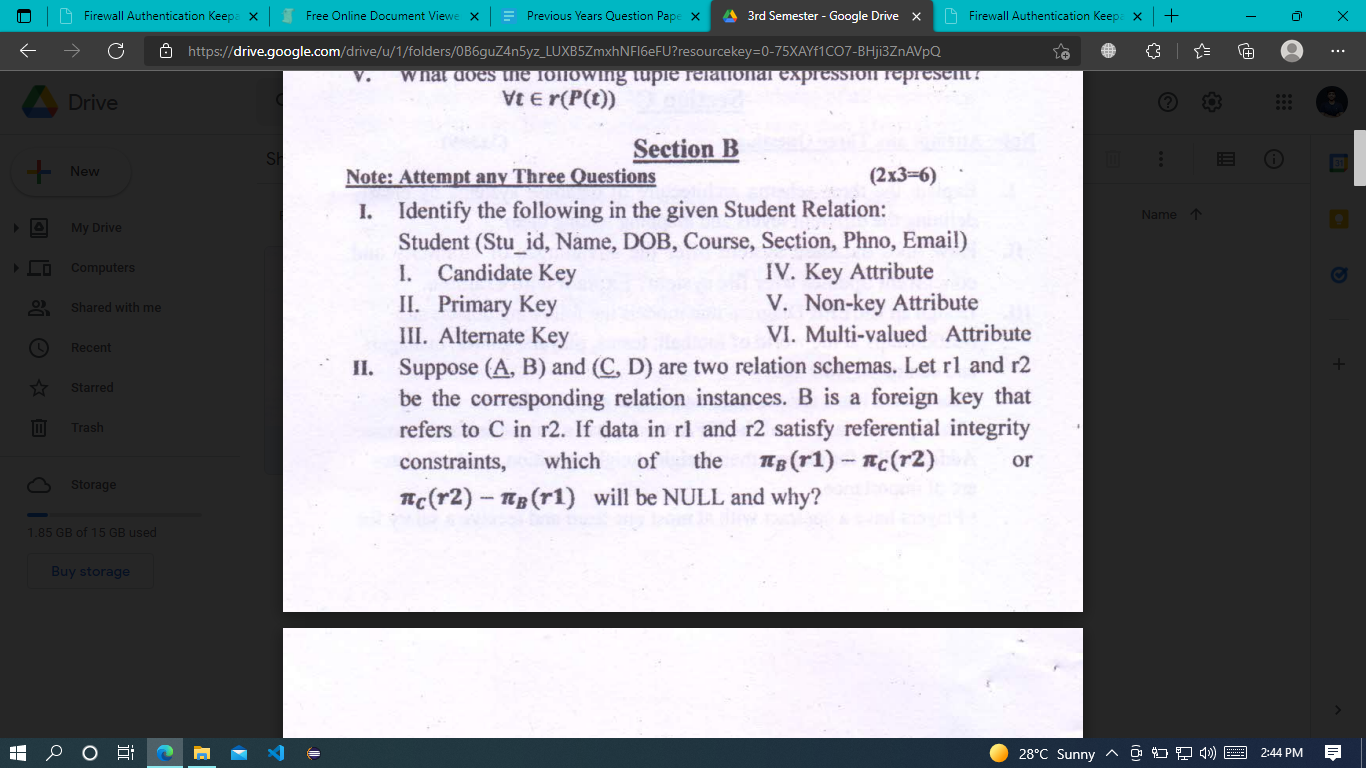 Firewall Authentication Keepa
Free Online Document Viewe
Previous Years Question Pape
3rd Semester - Google Drive
Firewall Authentication Keepa
https://drive.google.com/drive/u/1/folders/0B6guZ4n5yz_LUXB5ZmxhNFl6eFU?resourcekey=0-75XAYf1CO7-BHji3ZnAVpQ
Drive
New
My Drive
Computers
Shared with me
Recent
Starred
Trash
Storage
1.85 GB of 15 GB used
Buy storage
Name
V. What does the following tuple relational expression represent?
∀t ∈ r(P(t))
Section B
Note: Attempt any Three Questions (2x3=6)
I. Identify the following in the given Student Relation:
Student (Stu_id, Name, DOB, Course, Section, Phno, Email)
I. Candidate Key IV. Key Attribute
II. Primary Key V. Non-key Attribute
III. Alternate Key VI. Multi-valued Attribute
II. Suppose (A, B) and (C, D) are two relation schemas. Let r1 and r2
be the corresponding relation instances. B is a foreign key that
refers to C in r2. If data in r1 and r2 satisfy referential integrity
constraints, which of the πB(r1) − πC(r2) or
πC(r2) − πB(r1) will be NULL and why?
28°C Sunny
2:44 PM